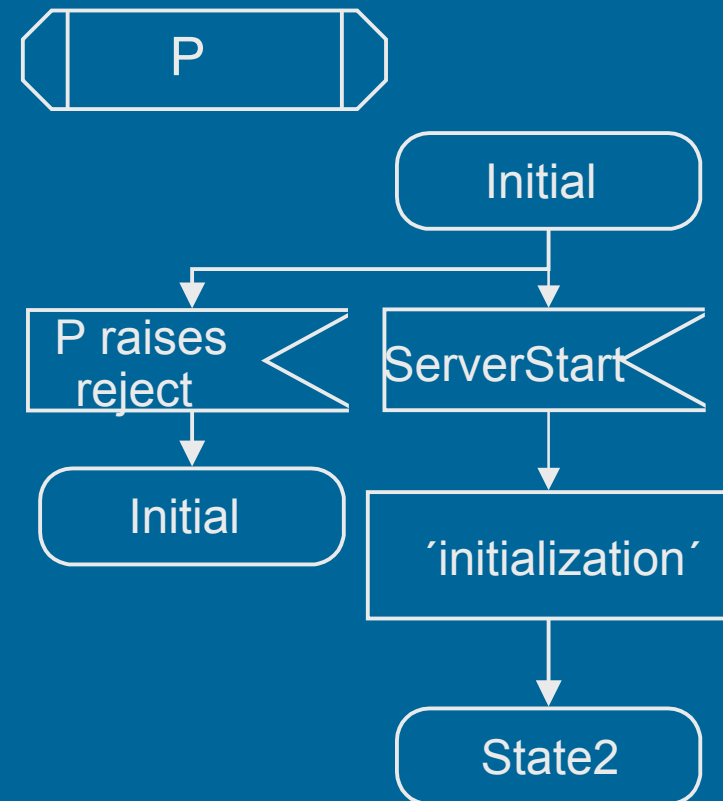 P
Initial
P raises
reject
ServerStart
Initial
´initialization´
State2